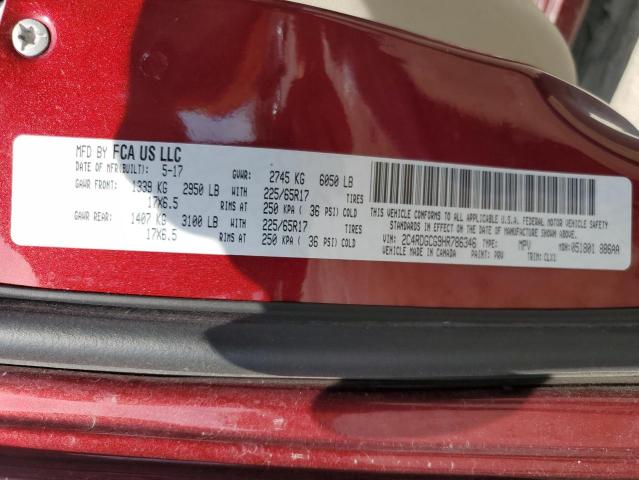 MFD BY FCA US LLC
DATE OF MFR(BUILT): 5-17 GVWR: 2745 KG 6050 LB
GAWR FRONT: 1339 KG 2950 LB WITH 225/65R17 TIRES
17X6.5 RIMS AT 250 KPA ( 36 PSI) COLD
GAWR REAR: 1407 KG 3100 LB WITH 225/65R17 TIRES
17X6.5 RIMS AT 250 KPA ( 36 PSI) COLD
THIS VEHICLE CONFORMS TO ALL APPLICABLE U.S.A. FEDERAL MOTOR VEHICLE SAFETY
STANDARDS IN EFFECT ON THE DATE OF MANUFACTURE SHOWN ABOVE.
VIN: 2C4RDGCG9HR786346 TYPE: MPV MDH: 051801 886AA
VEHICLE MADE IN CANADA PAINT: PRV TRIM: CLX1